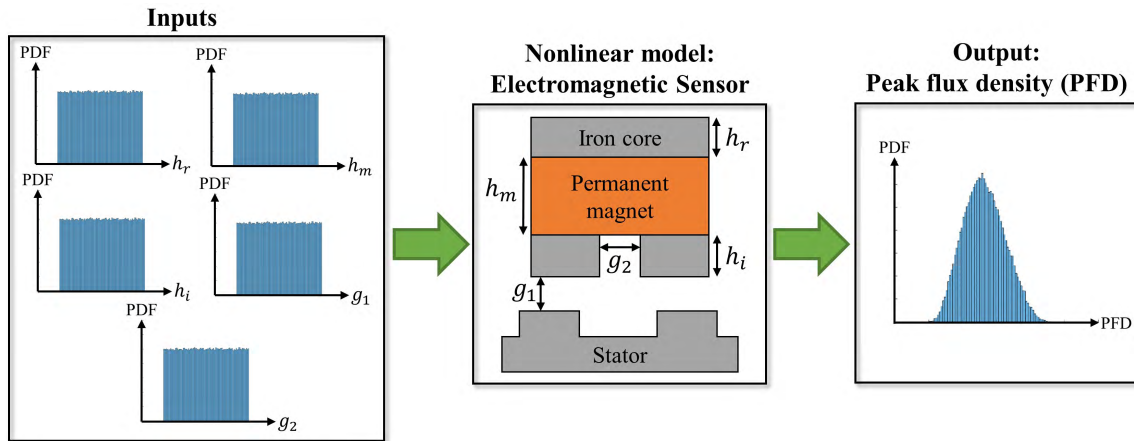 Inputs
PDF
h_r
PDF
h_m
PDF
h_i
PDF
g_1
PDF
g_2
Nonlinear model:
Electromagnetic Sensor
Iron core
h_r
h_m
Permanent
magnet
g_2
h_i
g_1
Stator
Output:
Peak flux density (PFD)
PDF
PFD